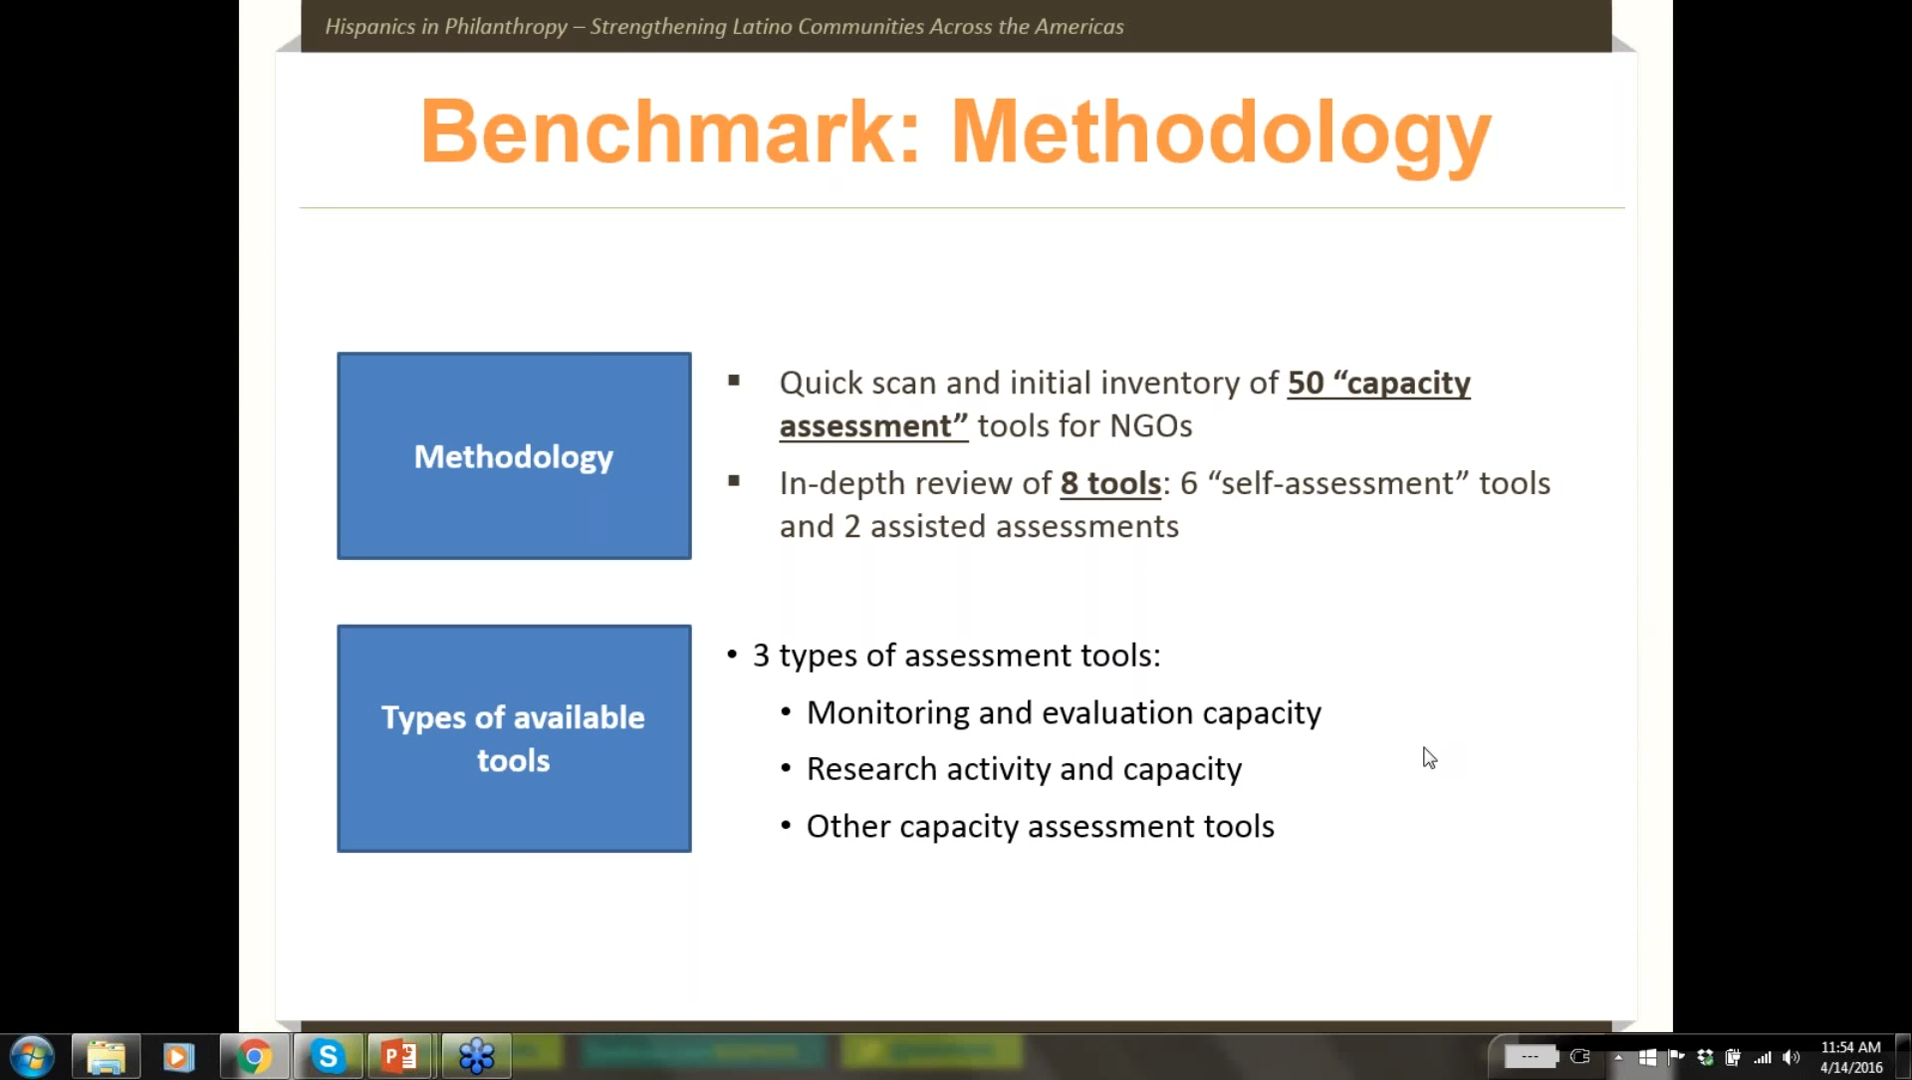 Hispanics in Philanthropy – Strengthening Latino Communities Across the Americas
Benchmark: Methodology
Methodology
▪ Quick scan and initial inventory of 50 “capacity
assessment” tools for NGOs
▪ In-depth review of 8 tools: 6 “self-assessment” tools
and 2 assisted assessments
Types of available
tools
• 3 types of assessment tools:
• Monitoring and evaluation capacity
• Research activity and capacity
• Other capacity assessment tools
---
11:54 AM
4/14/2016